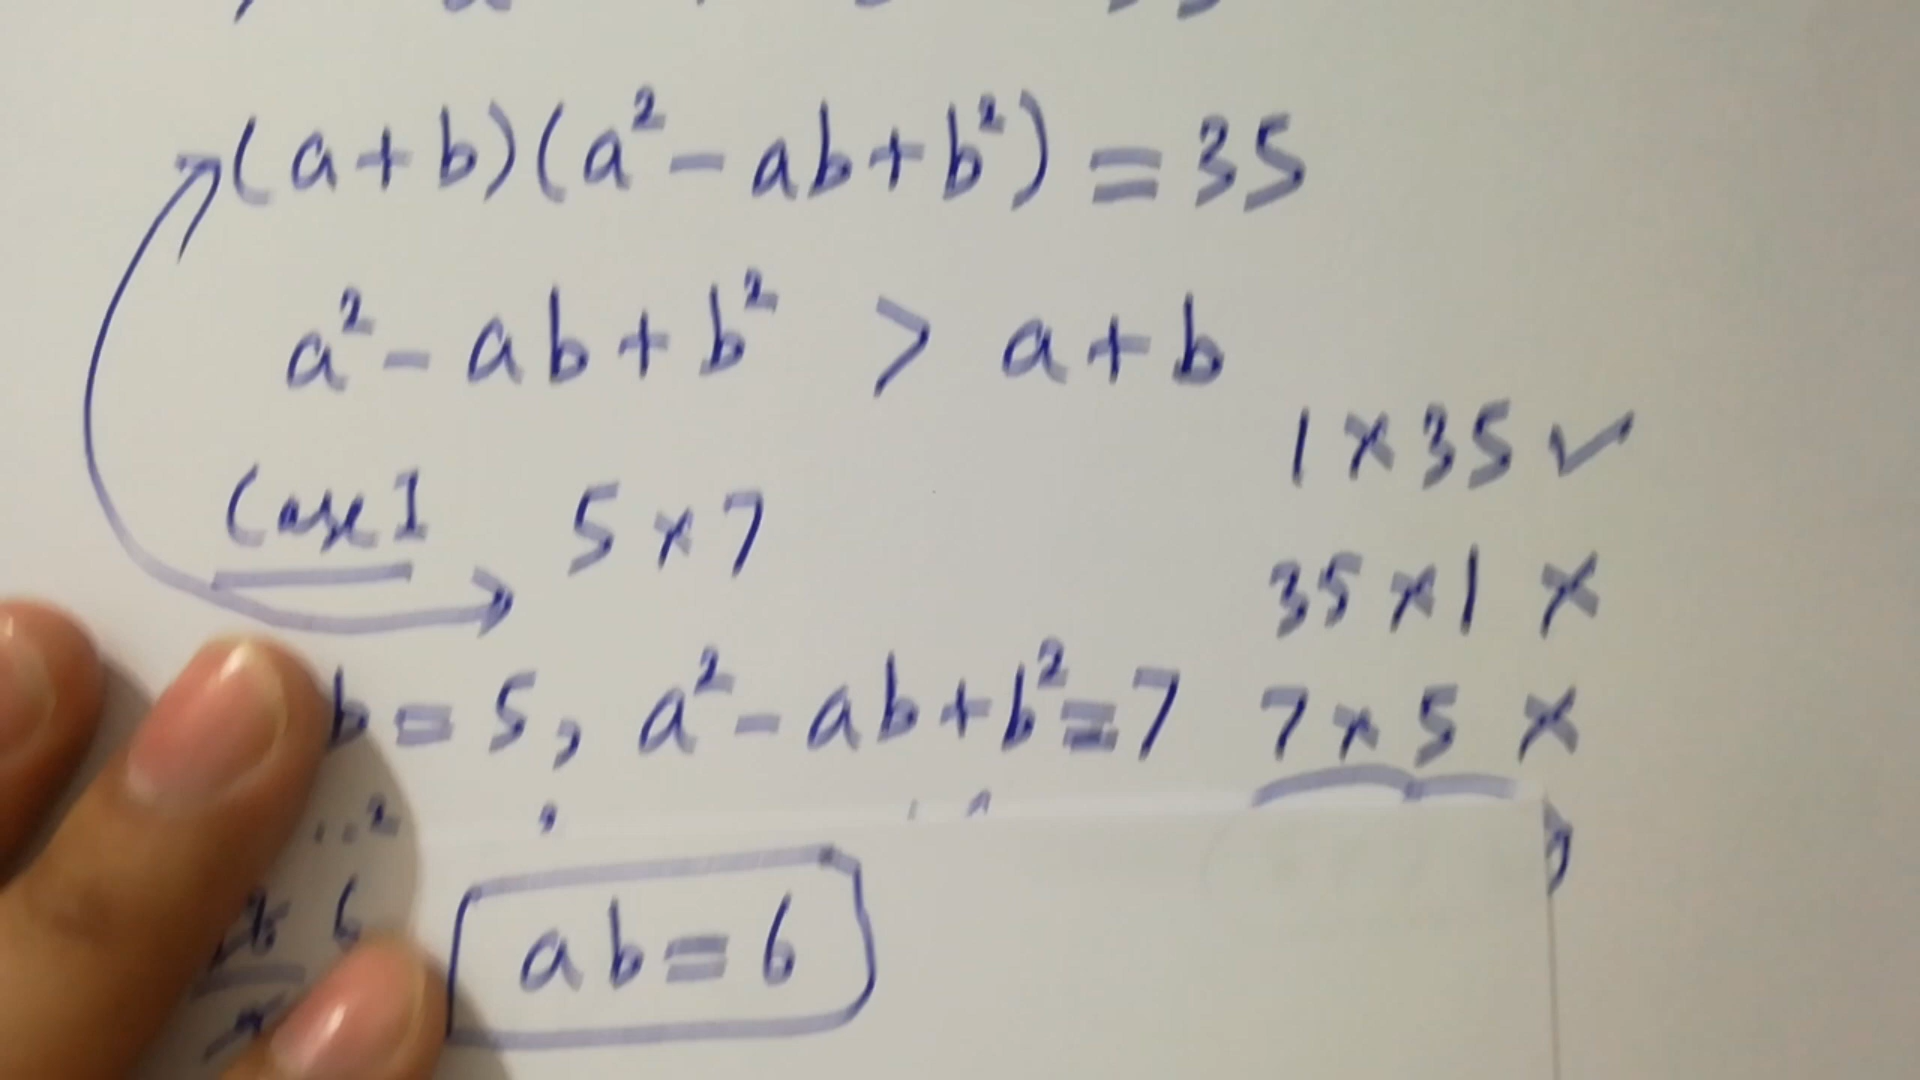 (a+b)(a²-ab+b²)=35
a²-ab+b² > a+b
1×35 ✓
Case I 5×7
35×1 ×
b=5, a²-ab+b²=7
7×5 ×
6
ab=6